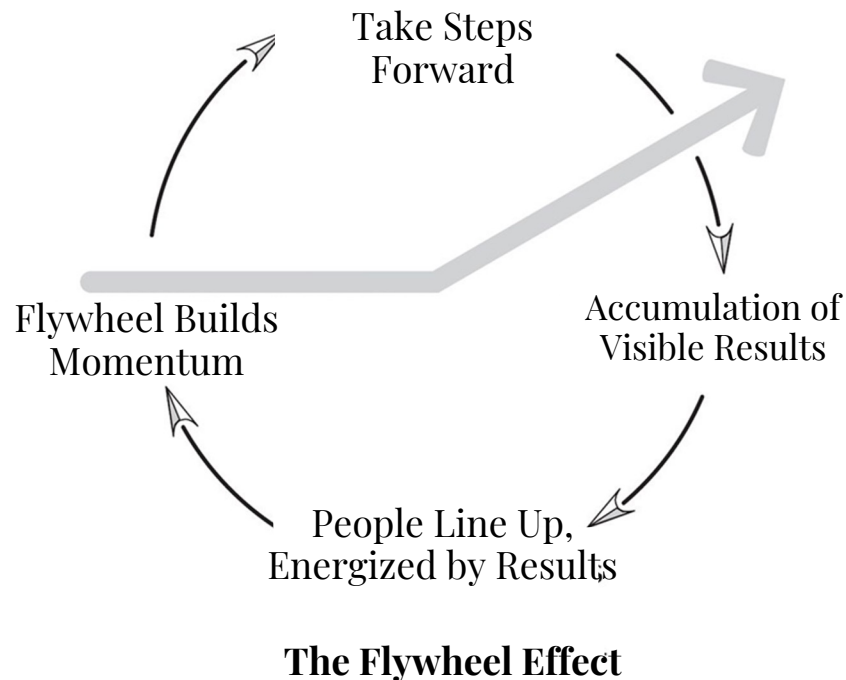 Take Steps
Forward
Accumulation of
Visible Results
People Line Up,
Energized by Results
Flywheel Builds
Momentum
The Flywheel Effect